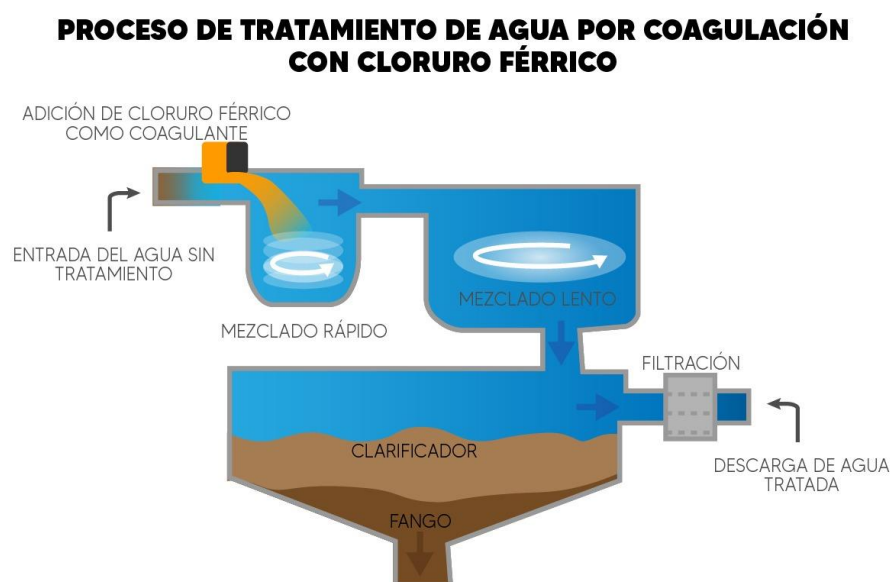 PROCESO DE TRATAMIENTO DE AGUA POR COAGULACIÓN
CON CLORURO FÉRRICO
ADICIÓN DE CLORURO FÉRRICO
COMO COAGULANTE
ENTRADA DEL AGUA SIN
TRATAMIENTO
MEZCLADO RÁPIDO
MEZCLADO LENTO
FILTRACIÓN
CLARIFICADOR
DESCARGA DE AGUA
TRATADA
FANGO